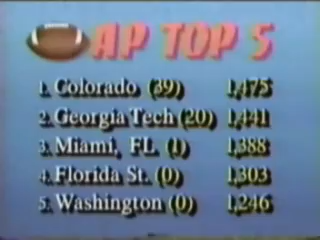 AP TOP 5
1. Colorado (39) 1,475
2. Georgia Tech (20) 1,441
3. Miami, FL (1) 1,388
4. Florida St. (0) 1,303
5. Washington (0) 1,246